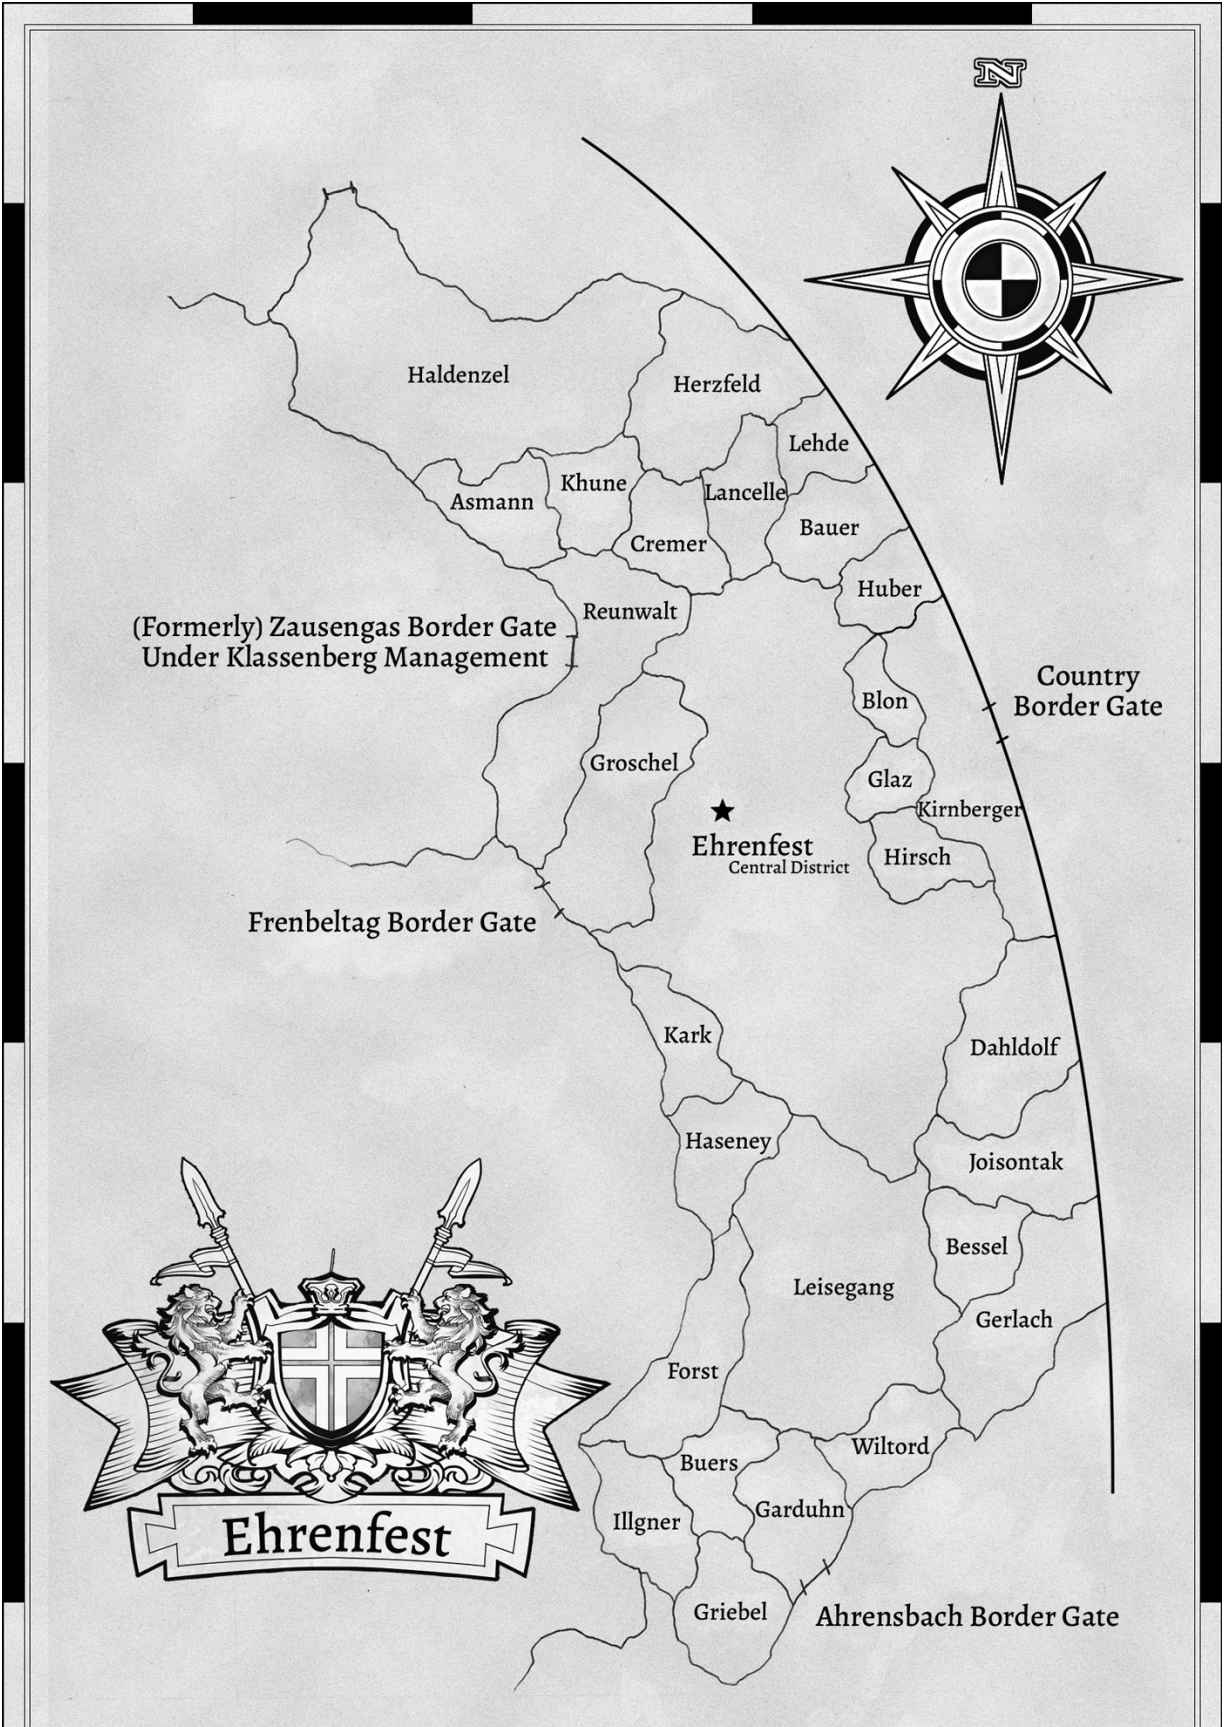 N
Haldenzel
Herzfeld
Lehde
Khune
Lancelle
Asmann
Bauer
Cremer
Huber
Reunwalt
(Formerly) Zausengas Border Gate
Under Klassenberg Management
Country
Border Gate
Blon
Groschel
Glaz
Kirnberger
Ehrenfest
Central District
Hirsch
Frenbeltag Border Gate
Kark
Dahldolf
Haseney
Joisontak
Bessel
Leisegang
Gerlach
Forst
Wiltord
Buers
Garduhn
Illgner
Ehrenfest
Griebel
Ahrensbach Border Gate